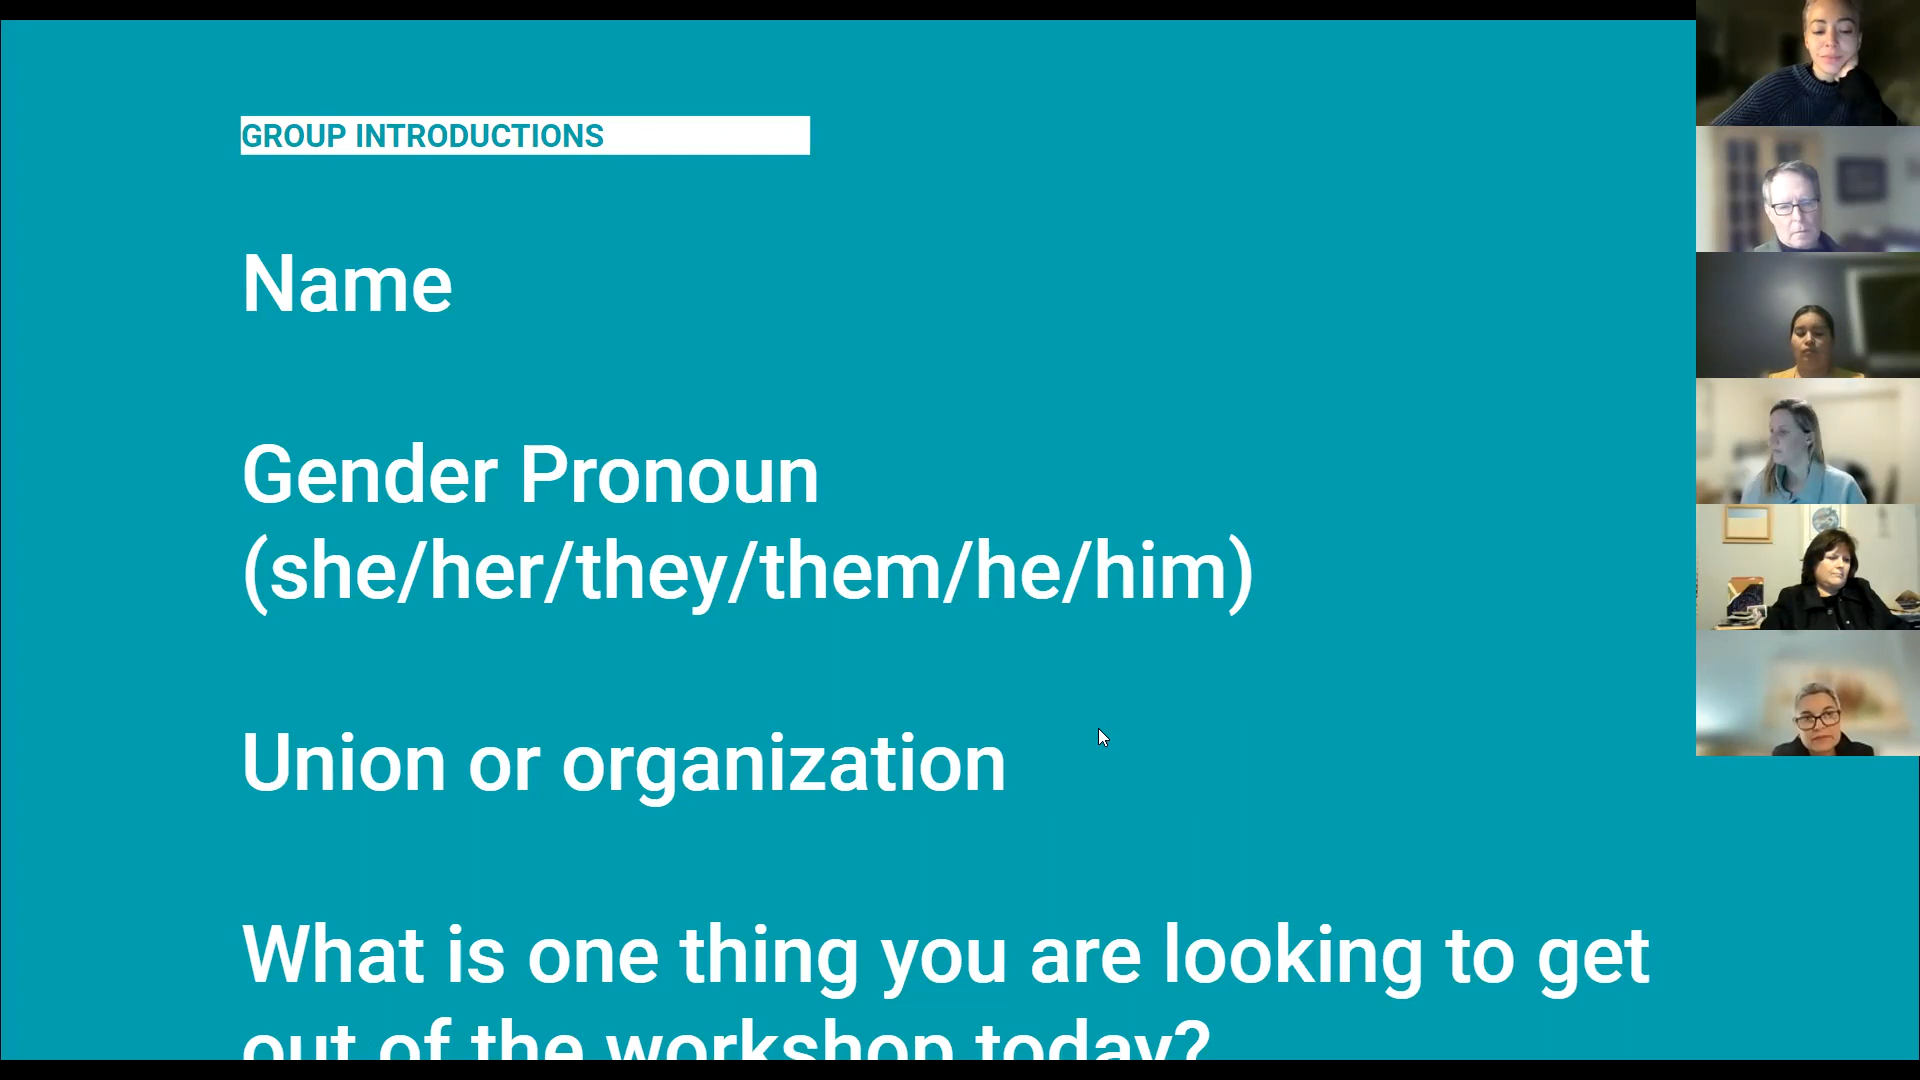 GROUP INTRODUCTIONS
Name
Gender Pronoun
(she/her/they/them/he/him)
Union or organization
What is one thing you are looking to get
out of the workshop today?